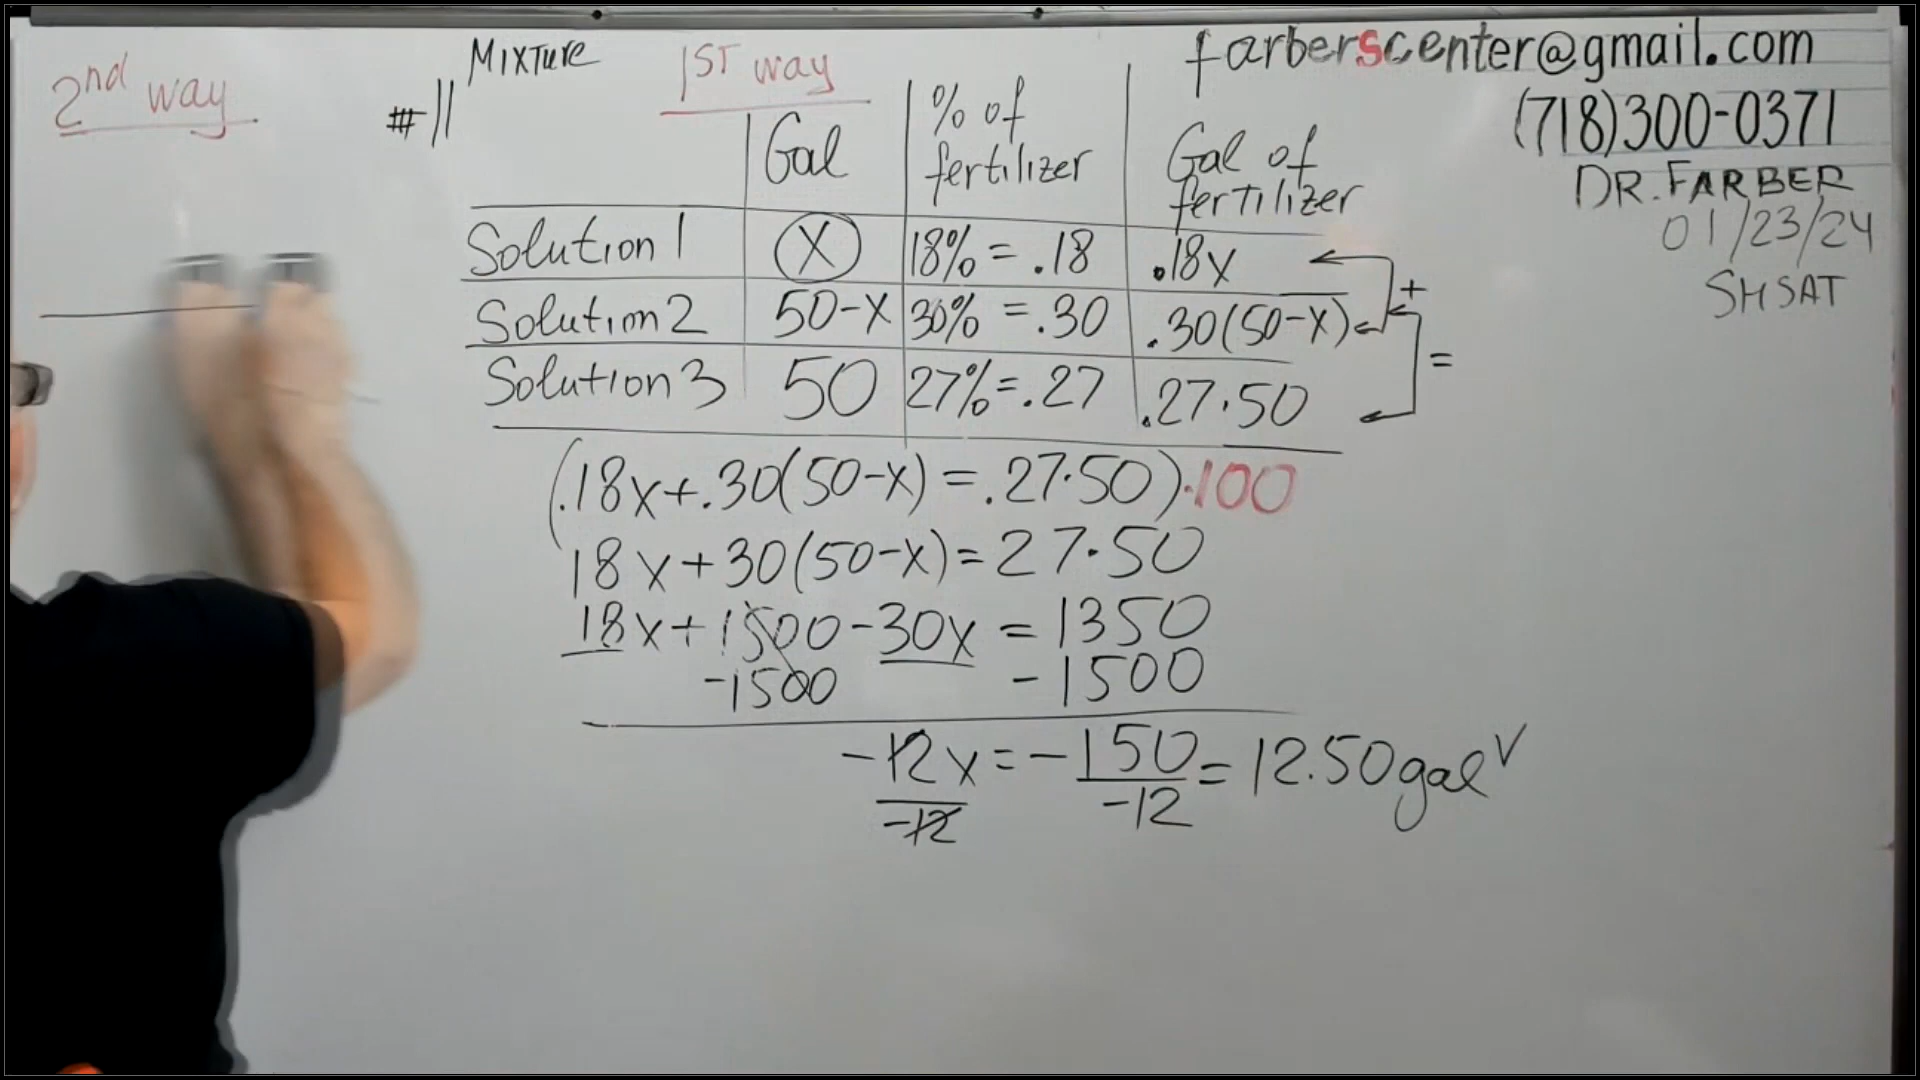 2nd way
#11
MIXTURE
1ST way
Gal
% of
fertilizer
Gal of
fertilizer
Solution 1 X 18% = .18 .18x
Solution 2 50-X 30% = .30 .30(50-X)
Solution 3 50 27% = .27 .27·50
+
=
(.18x+.30(50-x) = .27·50)·100
18x+30(50-x)=27·50
18x+1500-30x = 1350
-1500 -1500
-12x = -150 = 12.50gal v
-12 -12
farberscenter@gmail.com
(718)300-0371
DR. FARBER
01/23/24
SHSAT